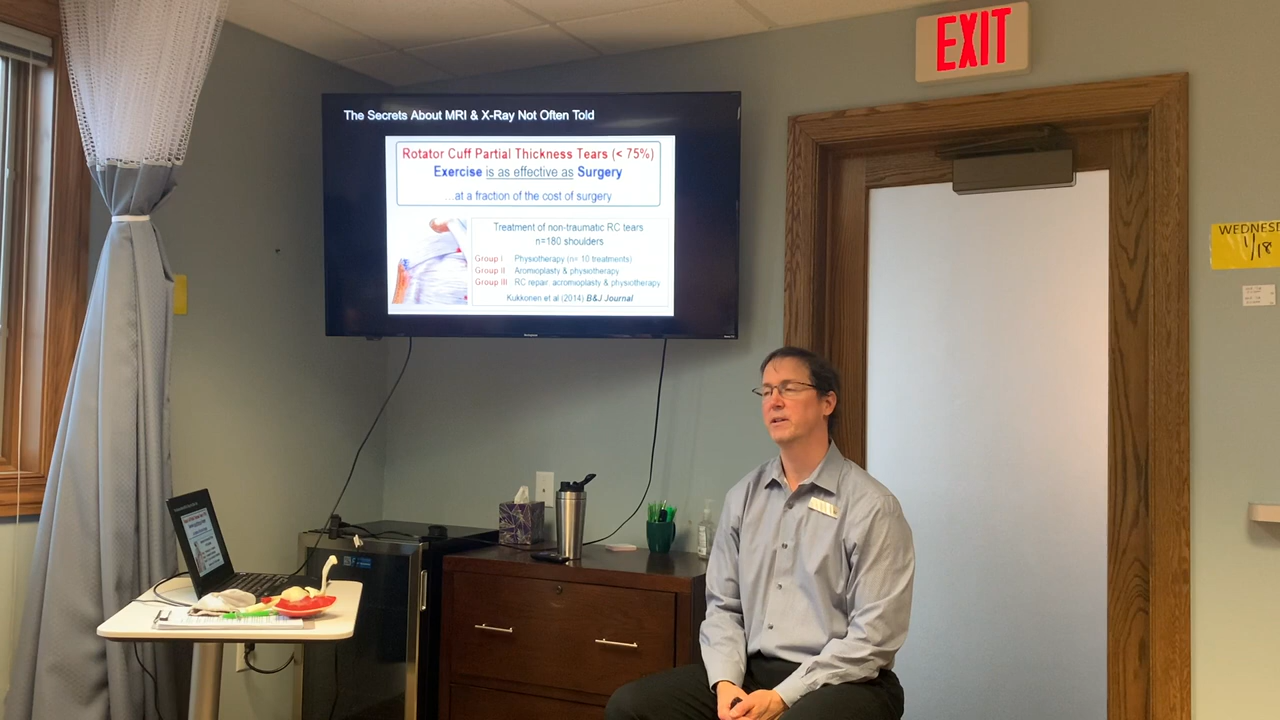 EXIT
The Secrets About MRI & X-Ray Not Often Told
Rotator Cuff Partial Thickness Tears (< 75%)
Exercise is as effective as Surgery
...at a fraction of the cost of surgery
Treatment of non-traumatic RC tears
n=180 shoulders
Group I Physiotherapy (n= 10 treatments)
Group II Aromioplasty & physiotherapy
Group III RC repair: acromioplasty & physiotherapy
Kukkonen et al (2014) B&J Journal
WEDNES
1/18